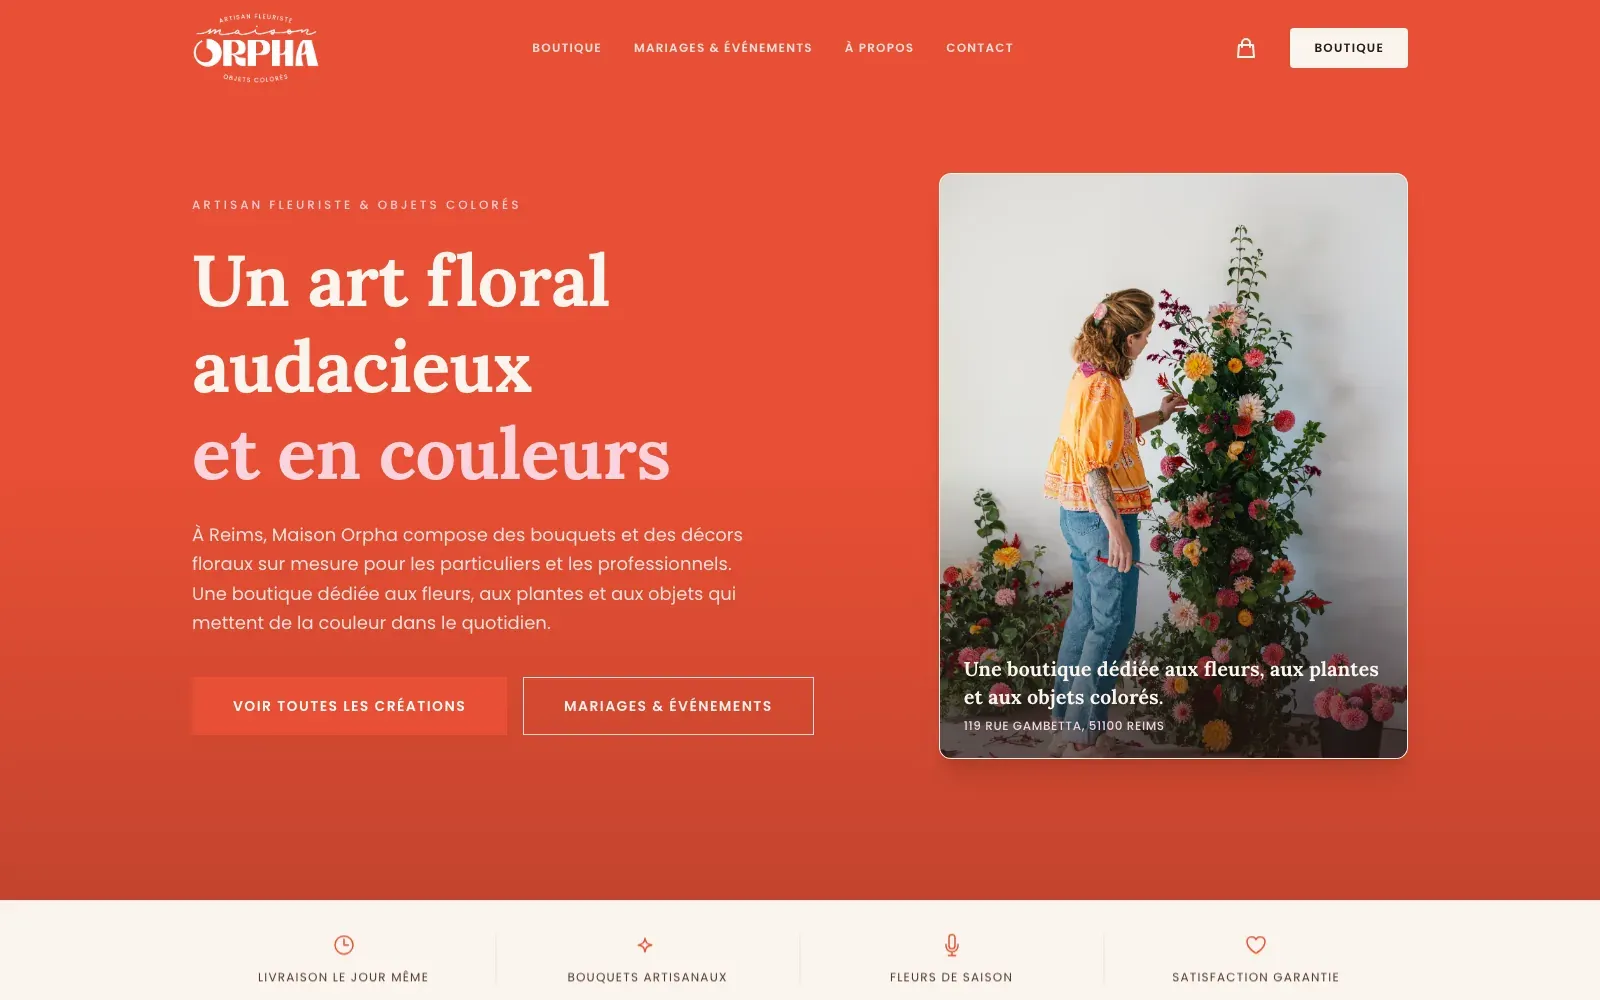 ARTISAN FLEURISTE
maison
ORPHA
OBJETS COLORÉS
BOUTIQUE
MARIAGES & ÉVÉNEMENTS
À PROPOS
CONTACT
BOUTIQUE
ARTISAN FLEURISTE & OBJETS COLORÉS
Un art floral
audacieux
et en couleurs
À Reims, Maison Orpha compose des bouquets et des décors
floraux sur mesure pour les particuliers et les professionnels.
Une boutique dédiée aux fleurs, aux plantes et aux objets qui
mettent de la couleur dans le quotidien.
VOIR TOUTES LES CRÉATIONS
MARIAGES & ÉVÉNEMENTS
Une boutique dédiée aux fleurs, aux plantes
et aux objets colorés.
119 RUE GAMBETTA, 51100 REIMS
LIVRAISON LE JOUR MÊME
BOUQUETS ARTISANAUX
FLEURS DE SAISON
SATISFACTION GARANTIE